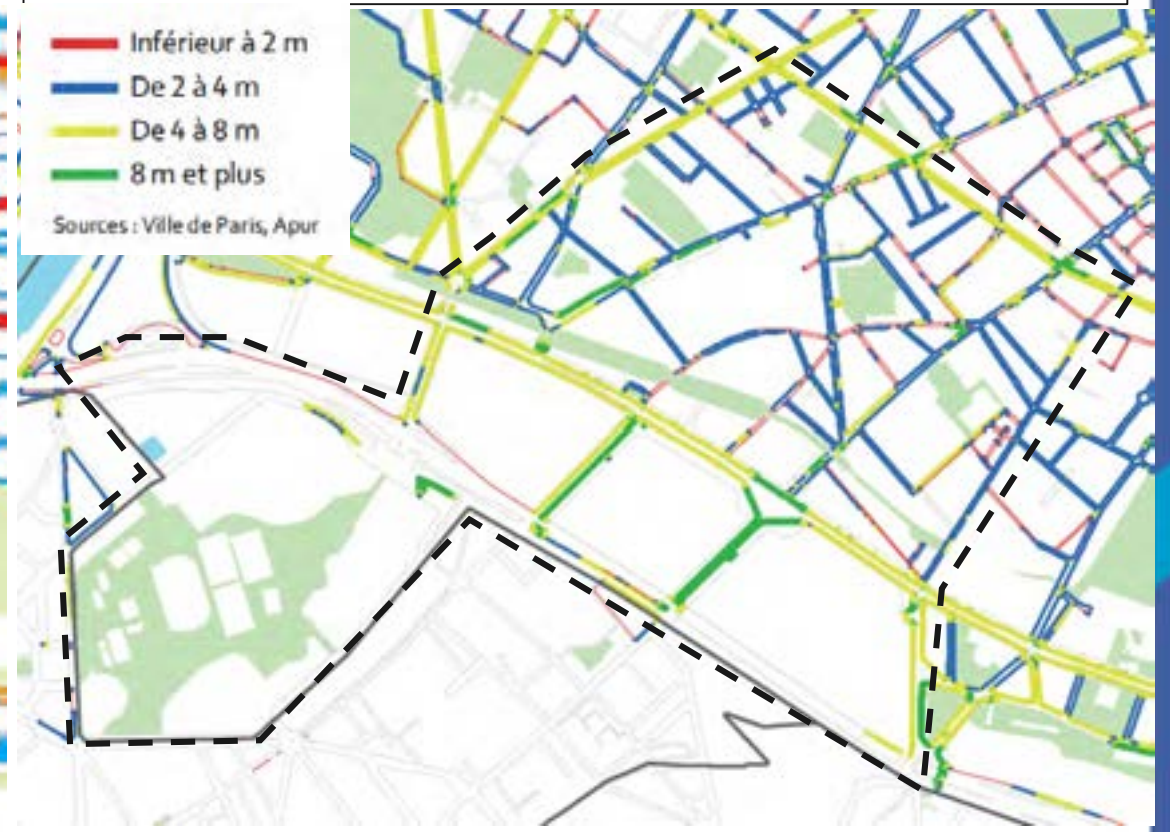 Inférieur à 2 m
De 2 à 4 m
De 4 à 8 m
8 m et plus
Sources : Ville de Paris, Apur